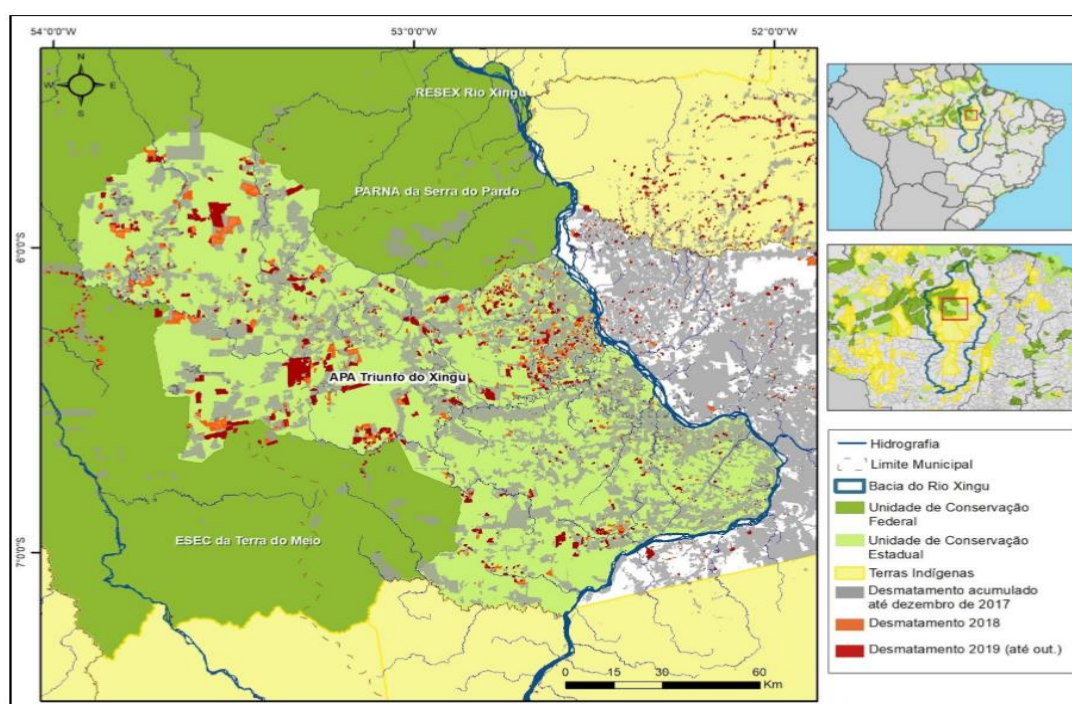 54°0'0"O
53°0'0"O
52°0'0"O
N
W
E
S
RESEX Rio Xingu
PARNA da Serra do Pardo
6°0'0"S
APA Triunfo do Xingu
ESEC da Terra do Meio
7°0'0"S
0 15 30 60
Km
Hidrografia
Limite Municipal
Bacia do Rio Xingu
Unidade de Conservação
Federal
Unidade de Conservação
Estadual
Terras Indígenas
Desmatamento acumulado
até dezembro de 2017
Desmatamento 2018
Desmatamento 2019 (até out.)